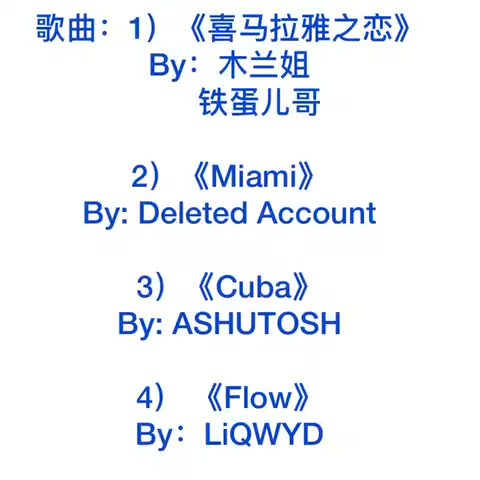 歌曲：1）《喜马拉雅之恋》
By：木兰姐
铁蛋儿哥
2）《Miami》
By: Deleted Account
3）《Cuba》
By: ASHUTOSH
4） 《Flow》
By：LiQWYD